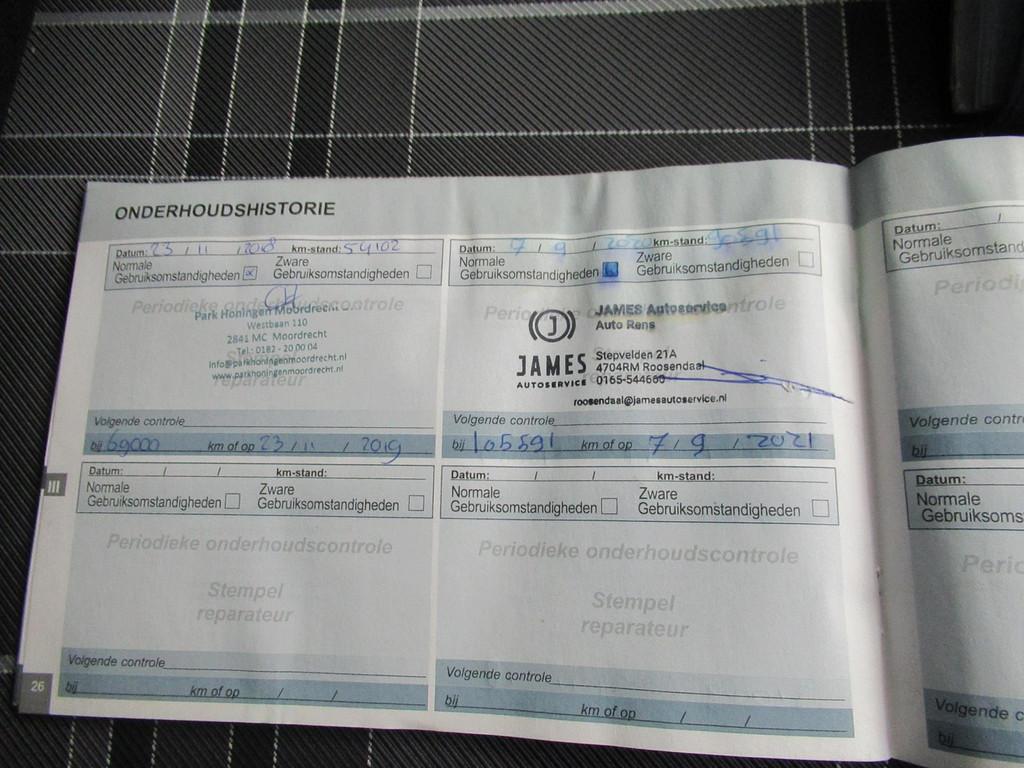 ONDERHOUDSHISTORIE
Datum: 23 / 11 / 2018 km-stand: 54102
Normale Gebruiksomstandigheden
Zware Gebruiksomstandigheden
Periodieke onderhoudscontrole
Park Honingen Moordrecht
Westbaan 110
2841 MC Moordrecht
Tel.: 0182 - 20 00 04
info@parkhoningenmoordrecht.nl
www.parkhoningenmoordrecht.nl
reparateur
Volgende controle
bij 69000 km of op 23 / 11 / 2019
Datum: 7 / 9 / 2020 km-stand: 90591
Normale Gebruiksomstandigheden
Zware Gebruiksomstandigheden
JAMES Autoservice
Auto Rens
J
JAMES
AUTOSERVICE
Stepvelden 21A
4704RM Roosendaal
0165-544660
roosendaal@jamesautoservice.nl
Volgende controle
bij 105591 km of op 7 / 9 / 2021
Datum: / / km-stand:
Normale Gebruiksomstandigheden
Zware Gebruiksomstandigheden
Periodieke onderhoudscontrole
Stempel
reparateur
Volgende controle
bij km of op / /
Datum: / / km-stand:
Normale Gebruiksomstandigheden
Zware Gebruiksomstandigheden
Periodieke onderhoudscontrole
Stempel
reparateur
Volgende controle
bij km of op / /
III
26
Datum: /
Normale
Gebruiksomstand
Periodi
Volgende contr
bij
Datum:
Normale
Gebruiksoms
Perio
Volgende c
bij